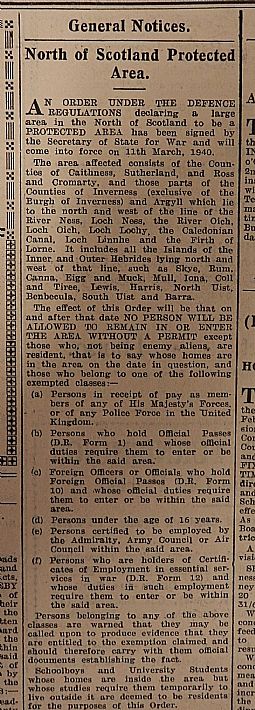 General Notices.
North of Scotland Protected
Area.
AN ORDER UNDER THE DEFENCE
REGULATIONS declaring a large
area in the North of Scotland to be a
PROTECTED AREA has been signed by
the Secretary of State for War and will
come into force on 11th March, 1940.
The area affected consists of the Coun-
ties of Caithness, Sutherland, and Ross
and Cromarty, and those parts of the
Counties of Inverness (exclusive of the
Burgh of Inverness) and Argyll which lie
to the north and west of the line of the
River Ness, Loch Ness, the River Oich,
Loch Oich, Loch Lochy, the Caledonian
Canal, Loch Linnhe and the Firth of
Lorne. It includes all the Islands of the
Inner and Outer Hebrides lying north and
west of that line, such as Skye, Rum,
Canna, Eigg and Muck, Mull, Iona, Coll
and Tiree, Lewis, Harris, North Uist,
Benbecula, South Uist and Barra.
The effect of this Order will be that on
and after that date NO PERSON WILL BE
ALLOWED TO REMAIN IN OR ENTER
THE AREA WITHOUT A PERMIT except
those who, not being enemy aliens, are
resident, that is to say whose homes are
in the area on the date in question, and
those who belong to one of the following
exempted classes:—
(a) Persons in receipt of pay as mem-
bers of any of His Majesty's Forces,
or of any Police Force in the United
Kingdom.
(b) Persons who hold Official Passes
(D.R. Form 1) and whose official
duties require them to enter or be
within the said area.
(c) Foreign Officers or Officials who hold
Foreign Official Passes (D.R. Form
10) and whose official duties require
them to enter or be within the said
area.
(d) Persons under the age of 16 years.
(e) Persons certified to be employed by
the Admiralty, Army Council or Air
Council within the said area.
(f) Persons who are holders of Certifi-
cates of Employment in essential ser-
vices in war (D.R. Form 12) and
whose duties in such employment
require them to enter or be within
the said area.
Persons belonging to any of the above
classes are warned that they may be
called upon to produce evidence that they
are entitled to the exemption claimed and
should therefore carry with them official
documents establishing the fact.
Schoolboys and University Students
whose homes are inside the area but
whose studies require them temporarily to
live outside it are deemed to be residents
for the purposes of this Order.